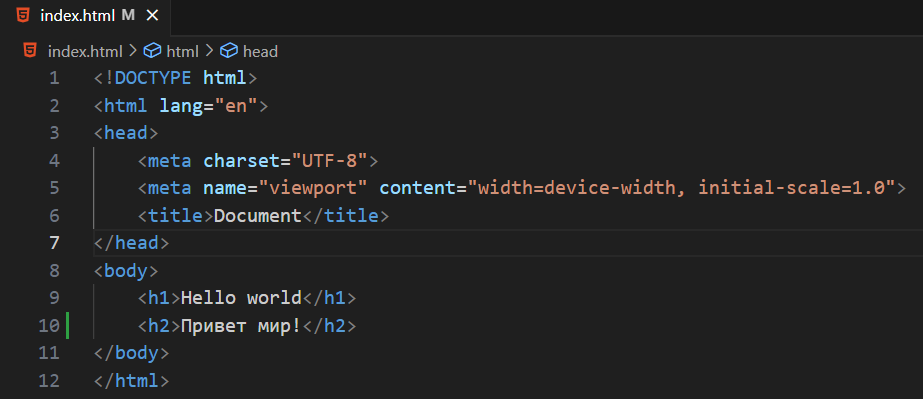 index.html M
index.html > html > head
1 <!DOCTYPE html>
2 <html lang="en">
3 <head>
4     <meta charset="UTF-8">
5     <meta name="viewport" content="width=device-width, initial-scale=1.0">
6     <title>Document</title>
7 </head>
8 <body>
9     <h1>Hello world</h1>
10     <h2>Привет мир!</h2>
11 </body>
12 </html>